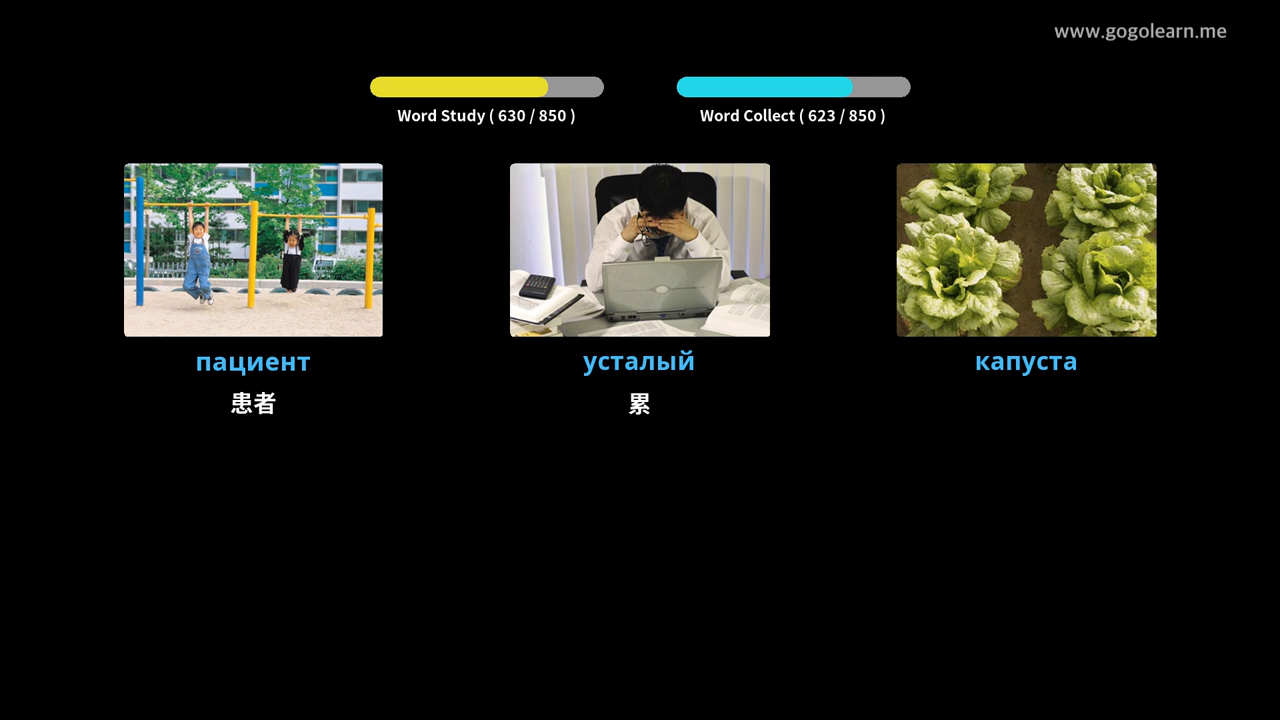 www.gogolearn.me
Word Study ( 630 / 850 )
Word Collect ( 623 / 850 )
пациент
усталый
капуста
患者
累